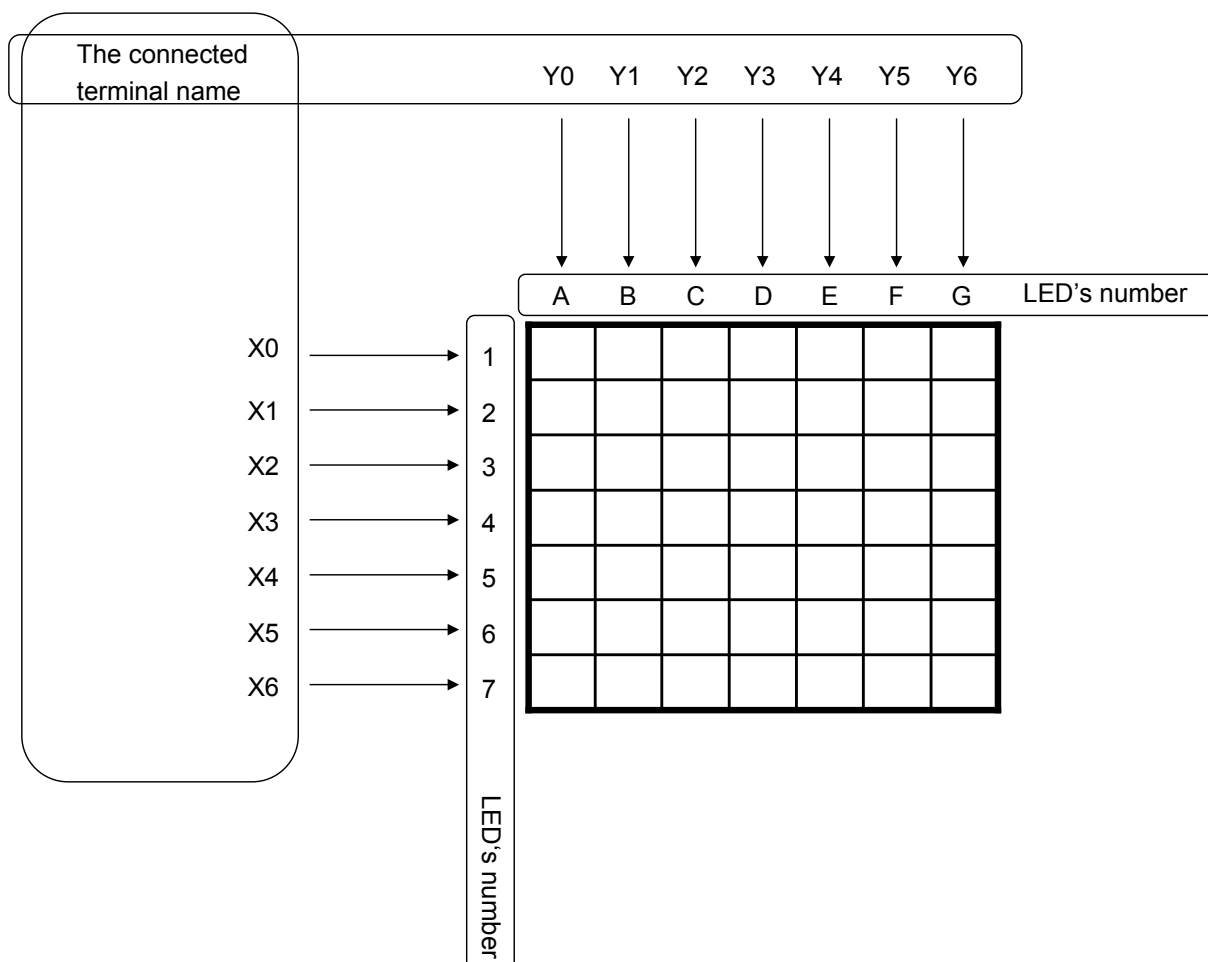 The connected
terminal name
Y0 Y1 Y2 Y3 Y4 Y5 Y6
A B C D E F G LED's number
X0 1
X1 2
X2 3
X3 4
X4 5
X5 6
X6 7
LED‘s number